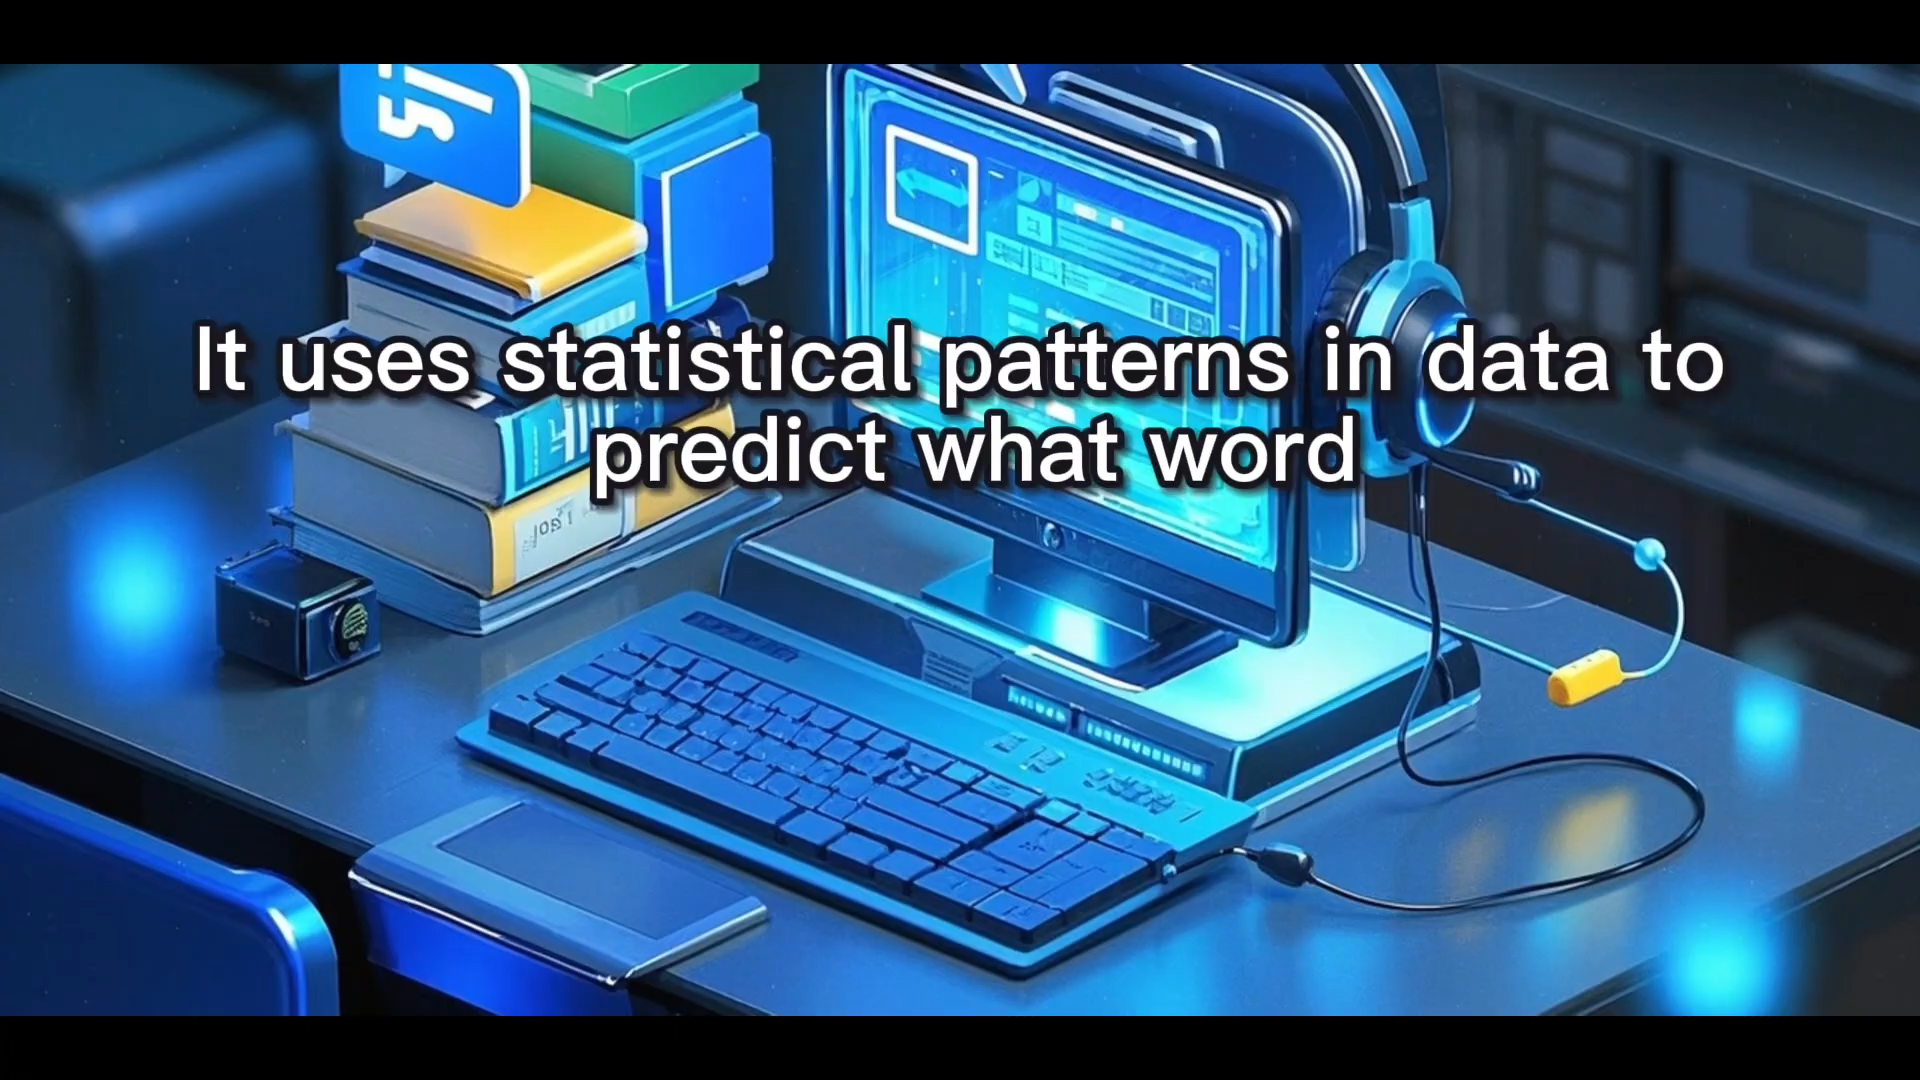 It uses statistical patterns in data to
predict what word